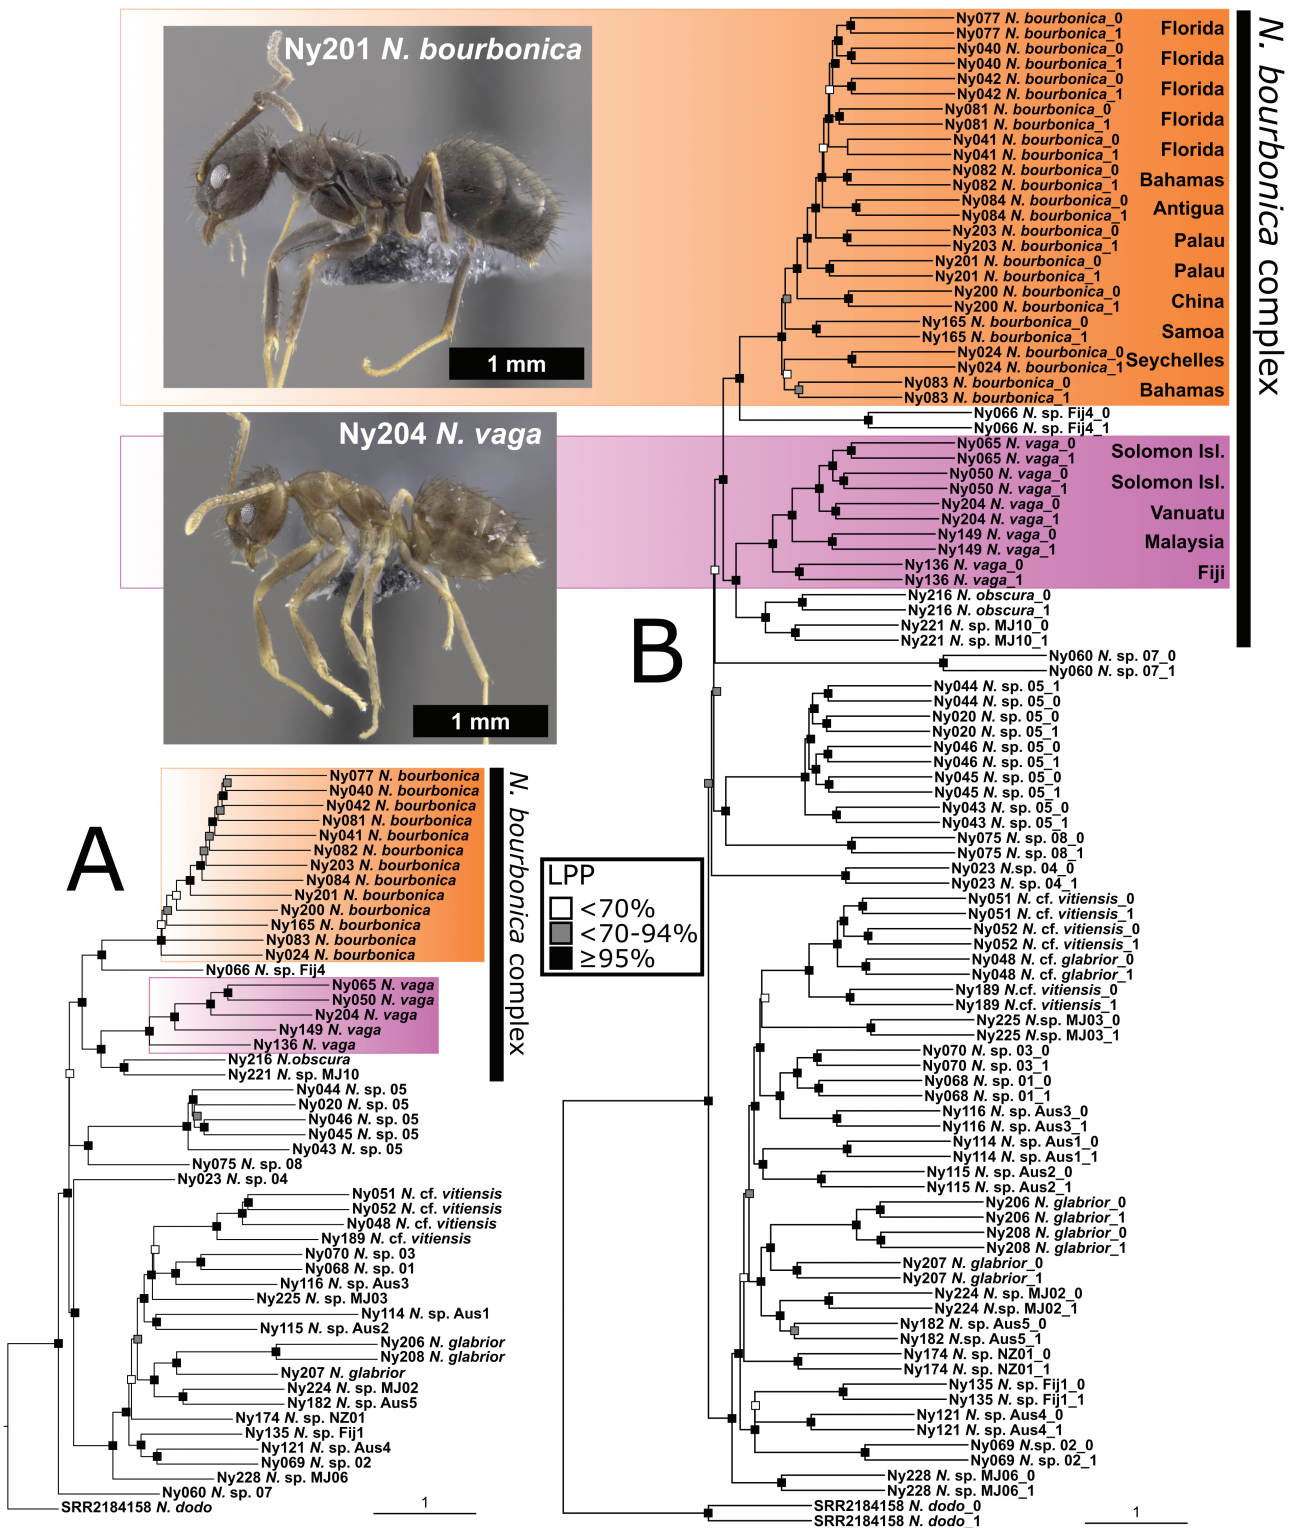 Ny201 N. bourbonica
1 mm
Ny204 N. vaga
1 mm
N. bourbonica complex
Ny077 N. bourbonica_0
Ny077 N. bourbonica_1
Florida
Ny040 N. bourbonica_0
Ny040 N. bourbonica_1
Florida
Ny042 N. bourbonica_0
Ny042 N. bourbonica_1
Florida
Ny081 N. bourbonica_0
Ny081 N. bourbonica_1
Florida
Ny041 N. bourbonica_0
Ny041 N. bourbonica_1
Florida
Ny082 N. bourbonica_0
Ny082 N. bourbonica_1
Bahamas
Ny084 N. bourbonica_0
Ny084 N. bourbonica_1
Antigua
Ny203 N. bourbonica_0
Ny203 N. bourbonica_1
Palau
Ny201 N. bourbonica_0
Ny201 N. bourbonica_1
Palau
Ny200 N. bourbonica_0
Ny200 N. bourbonica_1
China
Ny165 N. bourbonica_0
Ny165 N. bourbonica_1
Samoa
Ny024 N. bourbonica_0
Ny024 N. bourbonica_1
Seychelles
Ny083 N. bourbonica_0
Ny083 N. bourbonica_1
Bahamas
Ny066 N. sp. Fij4_0
Ny066 N. sp. Fij4_1
Ny065 N. vaga_0
Ny065 N. vaga_1
Solomon Isl.
Ny050 N. vaga_0
Ny050 N. vaga_1
Solomon Isl.
Ny204 N. vaga_0
Ny204 N. vaga_1
Vanuatu
Ny149 N. vaga_0
Ny149 N. vaga_1
Malaysia
Ny136 N. vaga_0
Ny136 N. vaga_1
Fiji
Ny216 N. obscura_0
Ny216 N. obscura_1
Ny221 N. sp. MJ10_0
Ny221 N. sp. MJ10_1
B
Ny060 N. sp. 07_0
Ny060 N. sp. 07_1
Ny044 N. sp. 05_1
Ny044 N. sp. 05_0
Ny020 N. sp. 05_0
Ny020 N. sp. 05_1
Ny046 N. sp. 05_0
Ny046 N. sp. 05_1
Ny045 N. sp. 05_0
Ny045 N. sp. 05_1
Ny043 N. sp. 05_0
Ny043 N. sp. 05_1
Ny075 N. sp. 08_0
Ny075 N. sp. 08_1
Ny023 N.sp. 04_0
Ny023 N. sp. 04_1
Ny051 N. cf. vitiensis_0
Ny051 N. cf. vitiensis_1
Ny052 N. cf. vitiensis_0
Ny052 N. cf. vitiensis_1
Ny048 N. cf. glabrior_0
Ny048 N. cf. glabrior_1
Ny189 N.cf. vitiensis_0
Ny189 N.cf. vitiensis_1
Ny225 N.sp. MJ03_0
Ny225 N.sp. MJ03_1
Ny070 N. sp. 03_0
Ny070 N. sp. 03_1
Ny068 N. sp. 01_0
Ny068 N. sp. 01_1
Ny116 N. sp. Aus3_0
Ny116 N. sp. Aus3_1
Ny114 N. sp. Aus1_0
Ny114 N. sp. Aus1_1
Ny115 N. sp. Aus2_0
Ny115 N. sp. Aus2_1
Ny206 N. glabrior_0
Ny206 N. glabrior_1
Ny208 N. glabrior_0
Ny208 N. glabrior_1
Ny207 N. glabrior_0
Ny207 N. glabrior_1
Ny224 N.sp. MJ02_0
Ny224 N.sp. MJ02_1
Ny182 N.sp. Aus5_0
Ny182 N.sp. Aus5_1
Ny174 N. sp. NZ01_0
Ny174 N. sp. NZ01_1
Ny135 N. sp. Fij1_0
Ny135 N. sp. Fij1_1
Ny121 N. sp. Aus4_0
Ny121 N. sp. Aus4_1
Ny069 N.sp. 02_0
Ny069 N. sp. 02_1
Ny228 N. sp. MJ06_0
Ny228 N. sp. MJ06_1
SRR2184158 N. dodo_0
SRR2184158 N. dodo_1
1
LPP
<70%
<70-94%
≥95%
A
N. bourbonica complex
Ny077 N. bourbonica
Ny040 N. bourbonica
Ny042 N. bourbonica
Ny081 N. bourbonica
Ny041 N. bourbonica
Ny082 N. bourbonica
Ny203 N. bourbonica
Ny084 N. bourbonica
Ny201 N. bourbonica
Ny200 N. bourbonica
Ny165 N. bourbonica
Ny083 N. bourbonica
Ny024 N. bourbonica
Ny066 N. sp. Fij4
Ny065 N. vaga
Ny050 N. vaga
Ny204 N. vaga
Ny149 N. vaga
Ny136 N. vaga
Ny216 N.obscura
Ny221 N. sp. MJ10
Ny044 N. sp. 05
Ny020 N. sp. 05
Ny046 N. sp. 05
Ny045 N. sp. 05
Ny043 N. sp. 05
Ny075 N. sp. 08
Ny023 N. sp. 04
Ny051 N. cf. vitiensis
Ny052 N. cf. vitiensis
Ny048 N. cf. vitiensis
Ny189 N. cf. vitiensis
Ny070 N. sp. 03
Ny068 N. sp. 01
Ny116 N. sp. Aus3
Ny225 N. sp. MJ03
Ny114 N. sp. Aus1
Ny115 N. sp. Aus2
Ny206 N. glabrior
Ny208 N. glabrior
Ny207 N. glabrior
Ny224 N. sp. MJ02
Ny182 N. sp. Aus5
Ny174 N. sp. NZ01
Ny135 N. sp. Fij1
Ny121 N. sp. Aus4
Ny069 N. sp. 02
Ny228 N. sp. MJ06
Ny060 N. sp. 07
SRR2184158 N. dodo
1